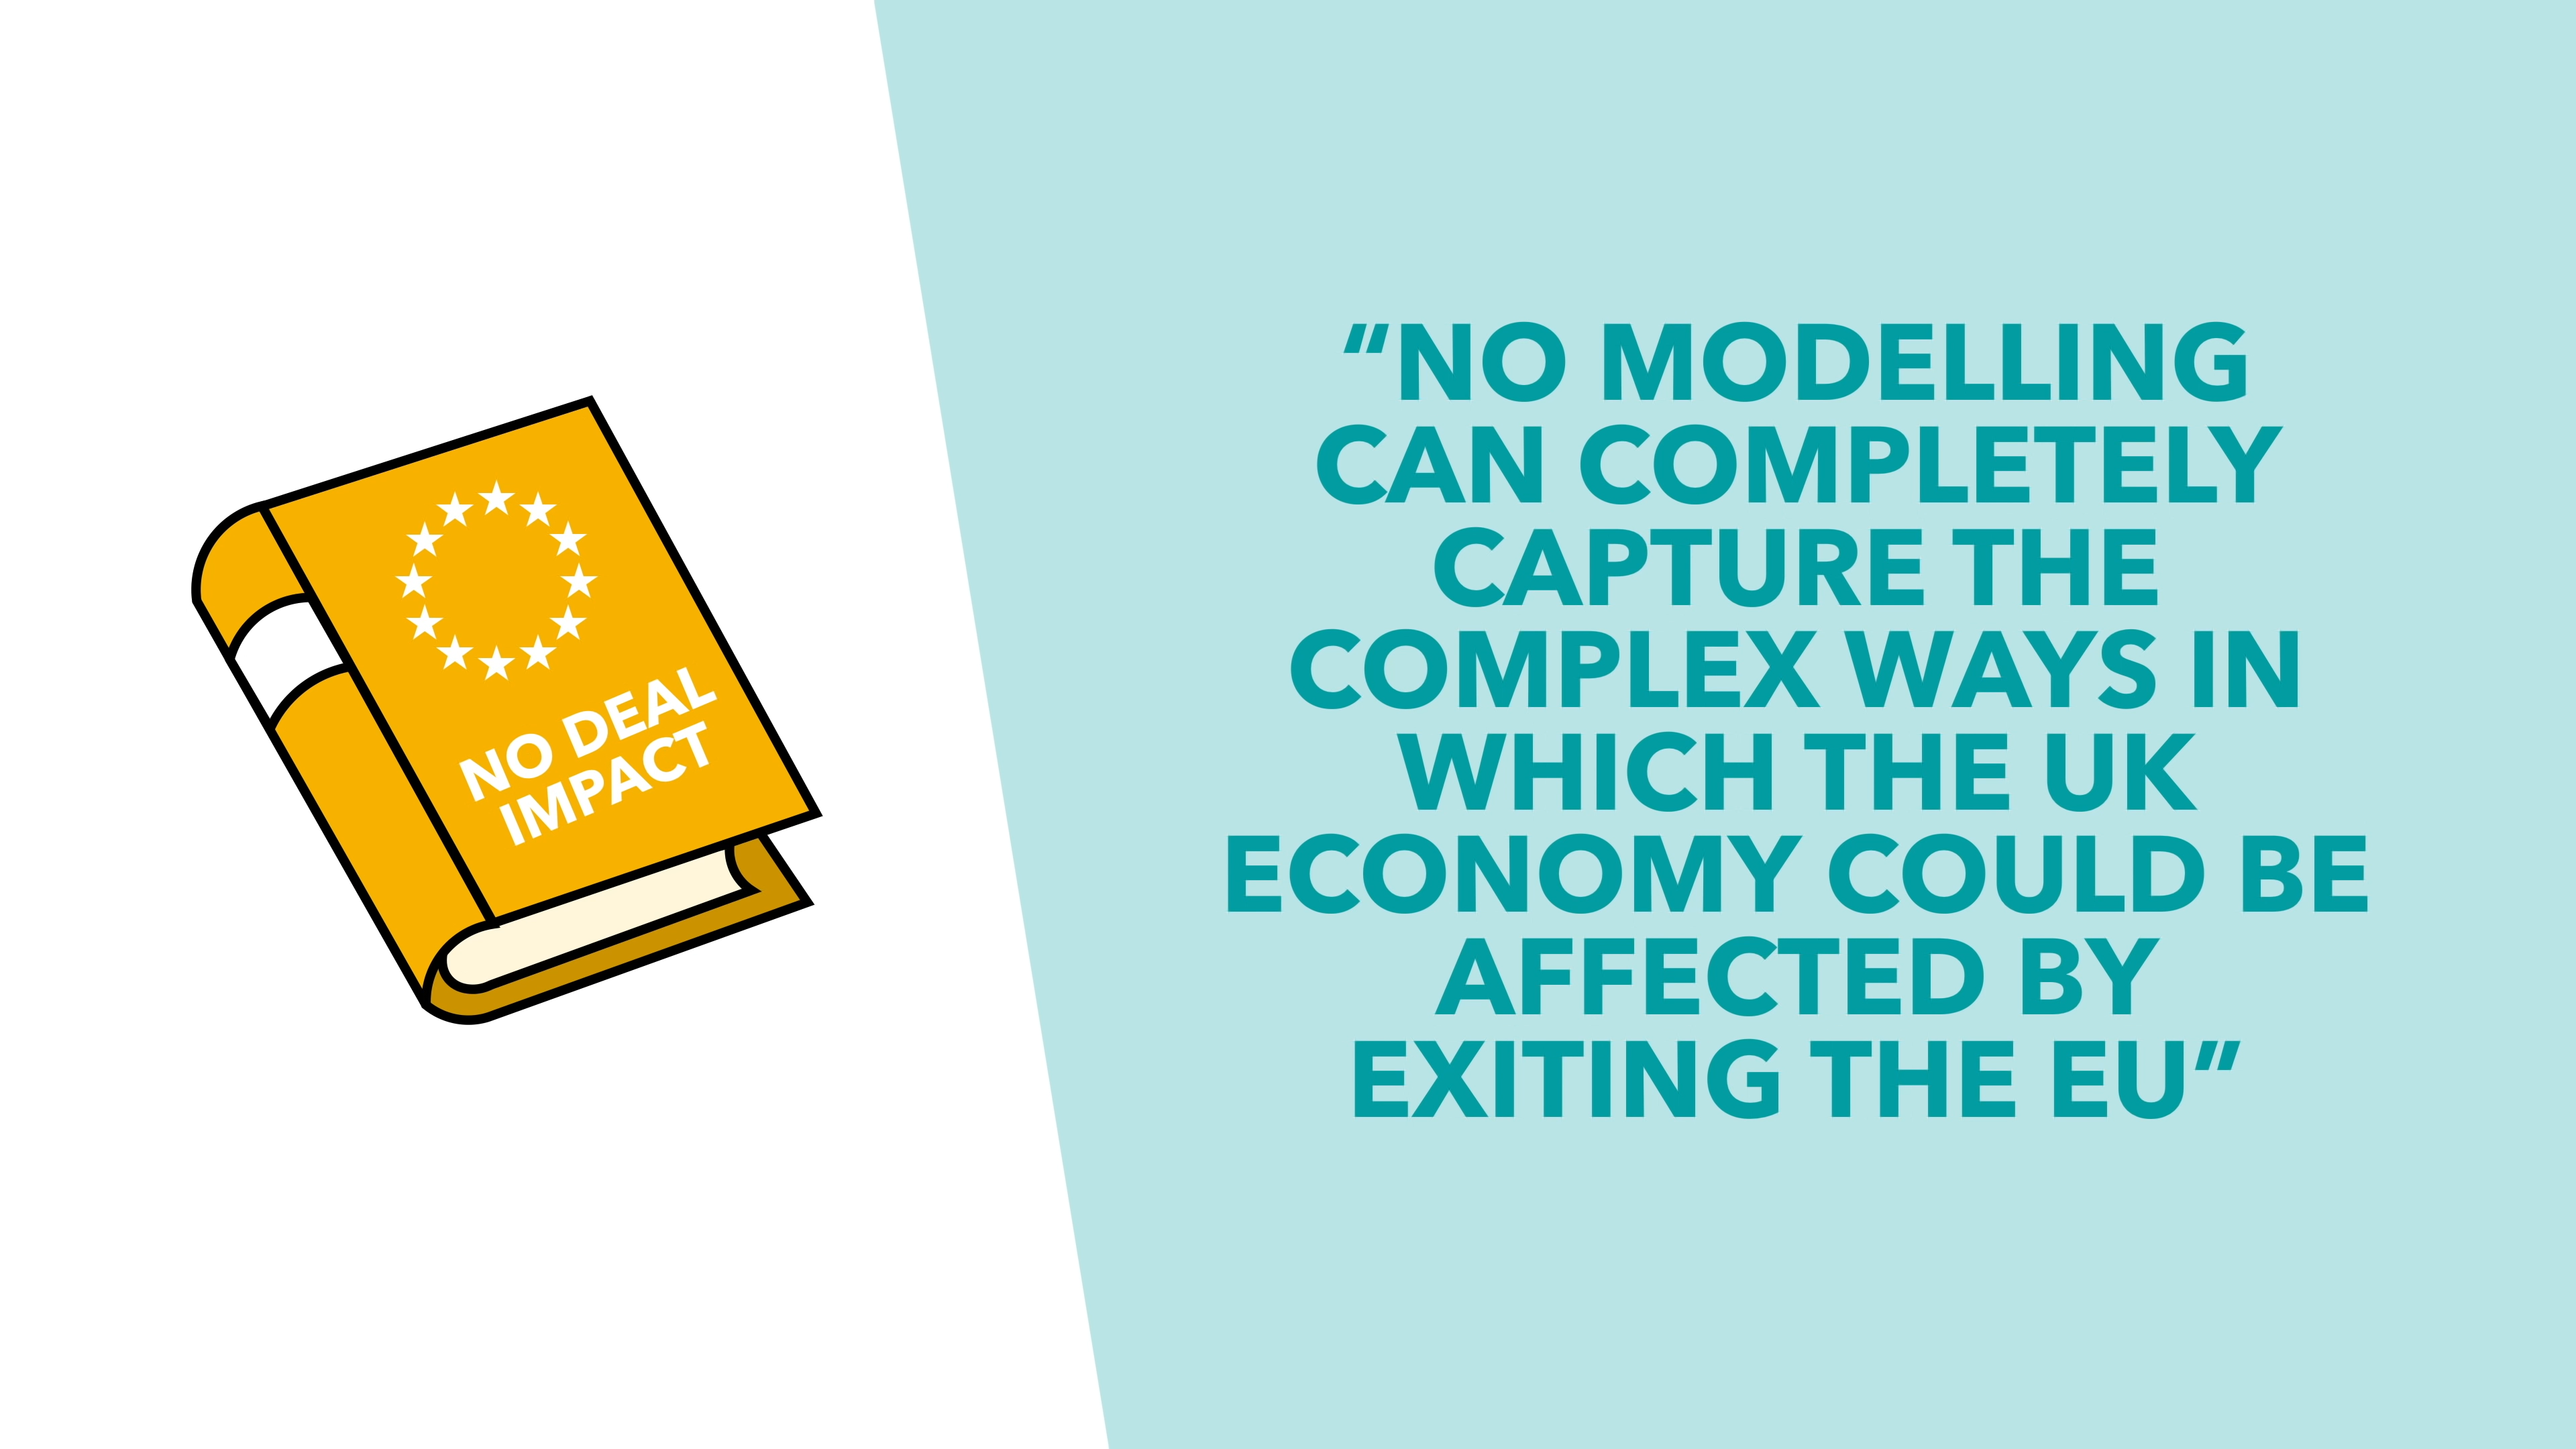 NO DEAL
IMPACT
“NO MODELLING
CAN COMPLETELY
CAPTURE THE
COMPLEX WAYS IN
WHICH THE UK
ECONOMY COULD BE
AFFECTED BY
EXITING THE EU”